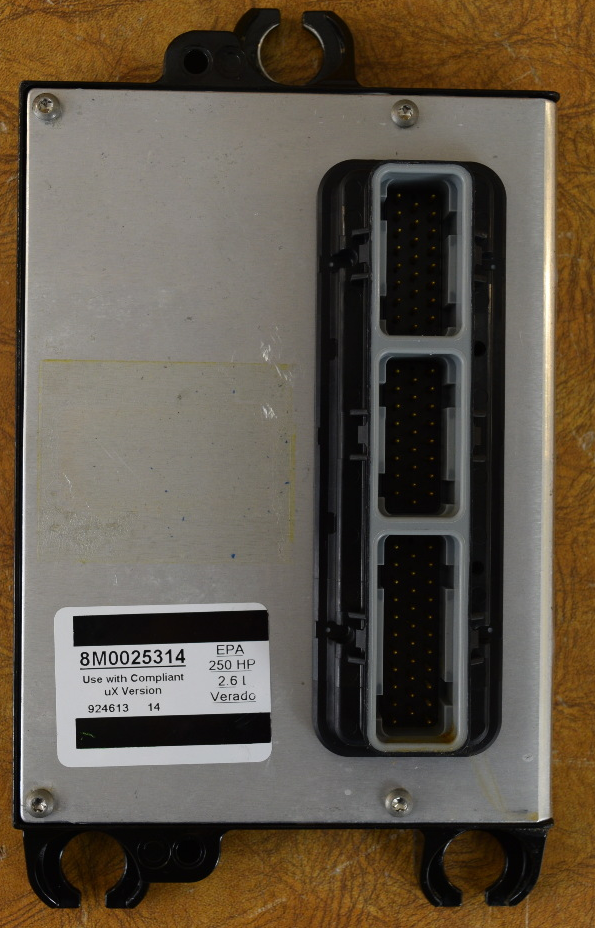 8M0025314
Use with Compliant
uX Version
924613 14
EPA
250 HP
2.6 L
Verado